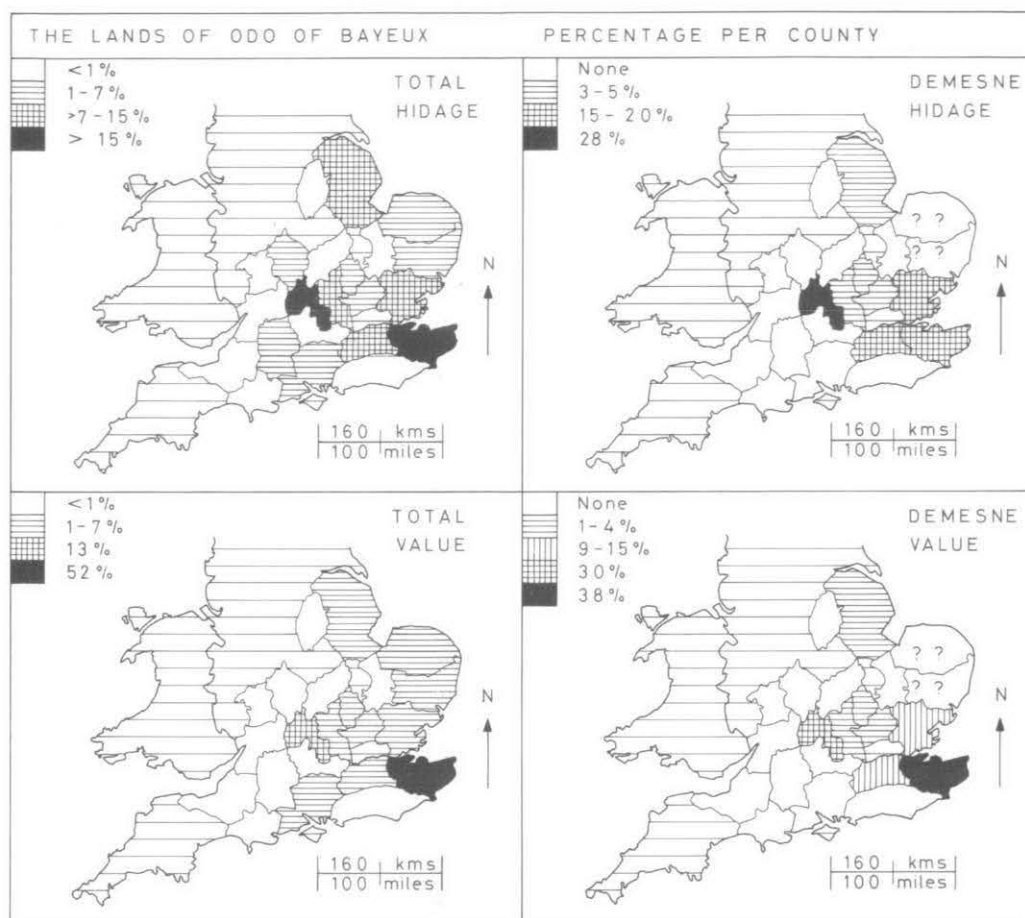 THE LANDS OF ODO OF BAYEUX PERCENTAGE PER COUNTY
<1%
1-7%
>7-15%
> 15%
TOTAL
HIDAGE
N
160 kms
100 miles
None
3-5%
15-20%
28%
DEMESNE
HIDAGE
? ?
? ?
N
160 kms
100 miles
<1%
1-7%
13%
52%
TOTAL
VALUE
N
160 kms
100 miles
None
1-4%
9-15%
30%
38%
DEMESNE
VALUE
? ?
? ?
N
160 kms
100 miles